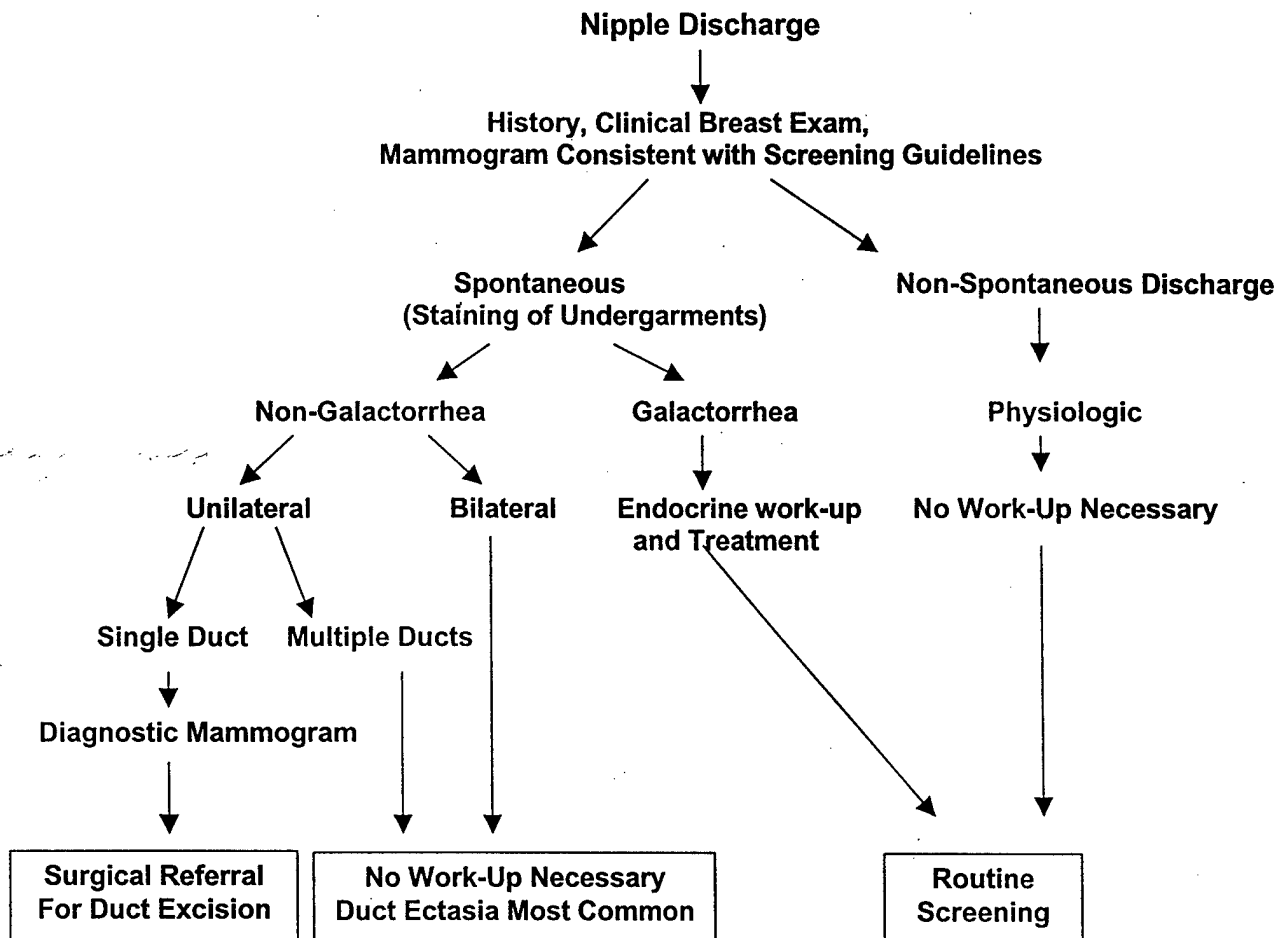 Nipple Discharge
History, Clinical Breast Exam,
Mammogram Consistent with Screening Guidelines
Spontaneous
(Staining of Undergarments)
Non-Spontaneous Discharge
Non-Galactorrhea
Galactorrhea
Physiologic
Unilateral
Bilateral
Endocrine work-up
and Treatment
No Work-Up Necessary
Single Duct
Multiple Ducts
Diagnostic Mammogram
Surgical Referral
For Duct Excision
No Work-Up Necessary
Duct Ectasia Most Common
Routine
Screening